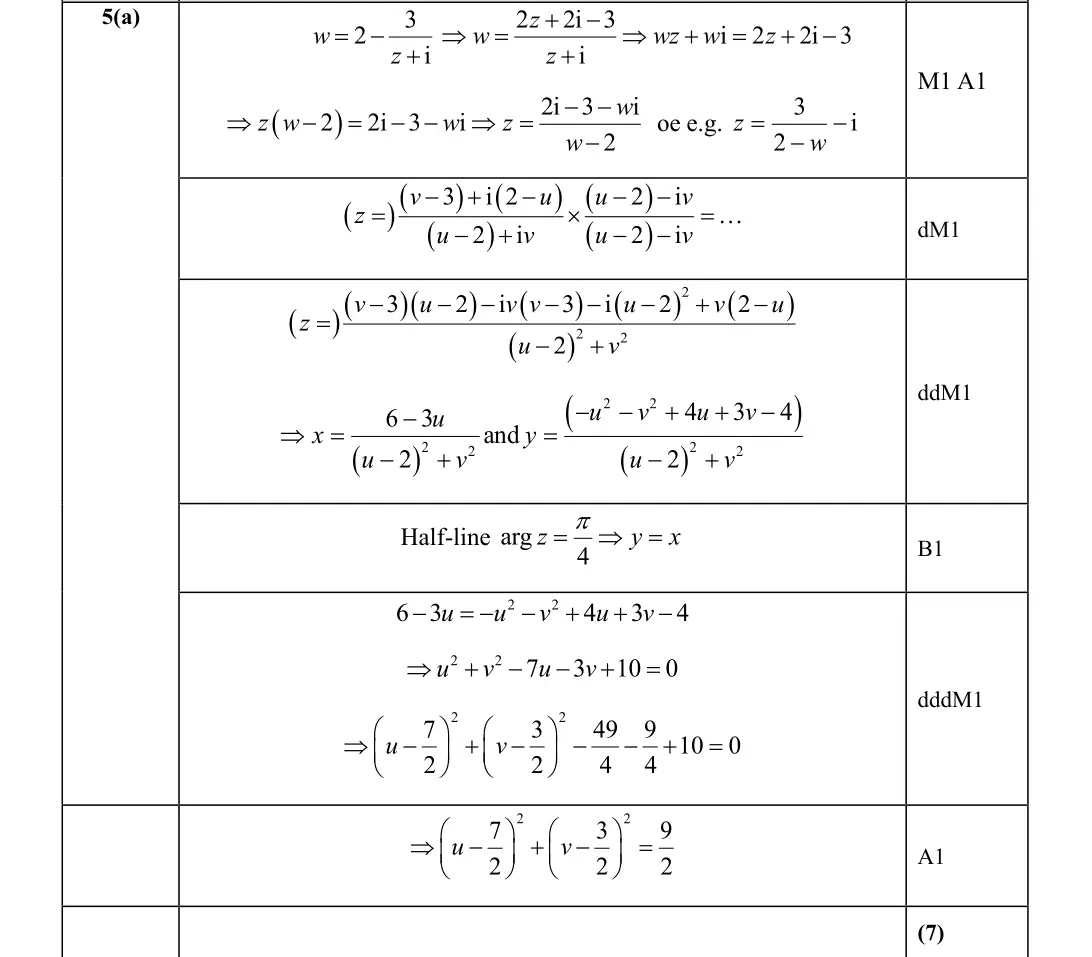 5(a)
w = 2 − 3/(z + i) ⇒ w = (2z + 2i − 3)/(z + i) ⇒ wz + wi = 2z + 2i − 3
⇒ z(w − 2) = 2i − 3 − wi ⇒ z = (2i − 3 − wi)/(w − 2) oe e.g. z = 3/(2 − w) − i
M1 A1
(z =) ((v − 3) + i(2 − u))/((u − 2) + iv) × ((u − 2) − iv)/((u − 2) − iv) = …
dM1
(z =) ((v − 3)(u − 2) − iv(v − 3) − i(u − 2)² + v(2 − u))/((u − 2)² + v²)
⇒ x = (6 − 3u)/((u − 2)² + v²) and y = (−u² − v² + 4u + 3v − 4)/((u − 2)² + v²)
ddM1
Half-line arg z = π/4 ⇒ y = x
B1
6 − 3u = −u² − v² + 4u + 3v − 4
⇒ u² + v² − 7u − 3v + 10 = 0
⇒ (u − 7/2)² + (v − 3/2)² − 49/4 − 9/4 + 10 = 0
dddM1
⇒ (u − 7/2)² + (v − 3/2)² = 9/2
A1
(7)